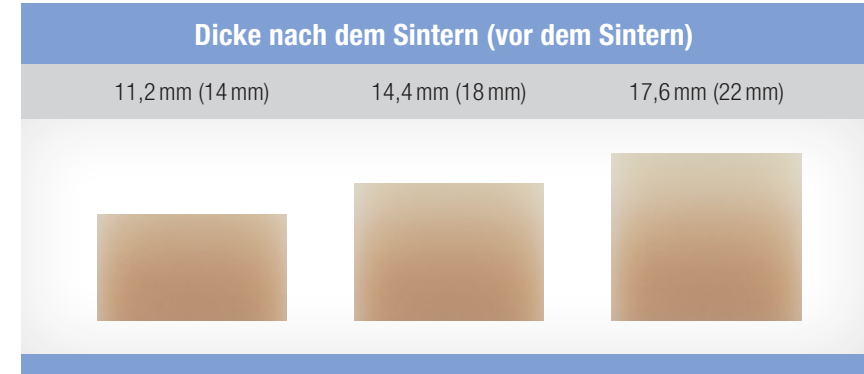 Dicke nach dem Sintern (vor dem Sintern)
11,2 mm (14 mm) 14,4 mm (18 mm) 17,6 mm (22 mm)